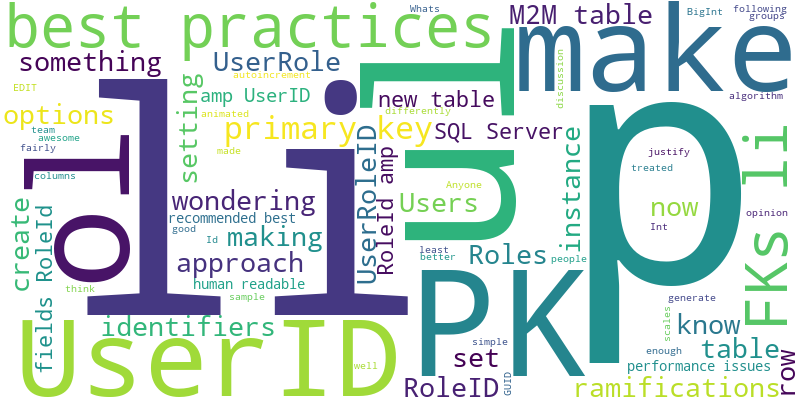 best practices
Whats
M2M table
BigInt
following
groups
make
something
UserRole
autoincrement
EDIT
amp UserID
new table
differently
discussion
algorithm
options
animated
setting
primary key
SQL Server
team
awesome
fairly
made
li
ol
ul
p
columns
UserRoleID
RoleId amp
instance
justify
treated
FKs li
wondering
Anyone
Users
now
opinion
recommended best
good
Id
making
create
fields RoleId
Int
least
better
Roles
people
approach
human readable
think
sample
generate
PK
identifiers
UserID
scales
know
simple
enough
table
set
well
performance issues
RoleID
GUID
ramifications
row